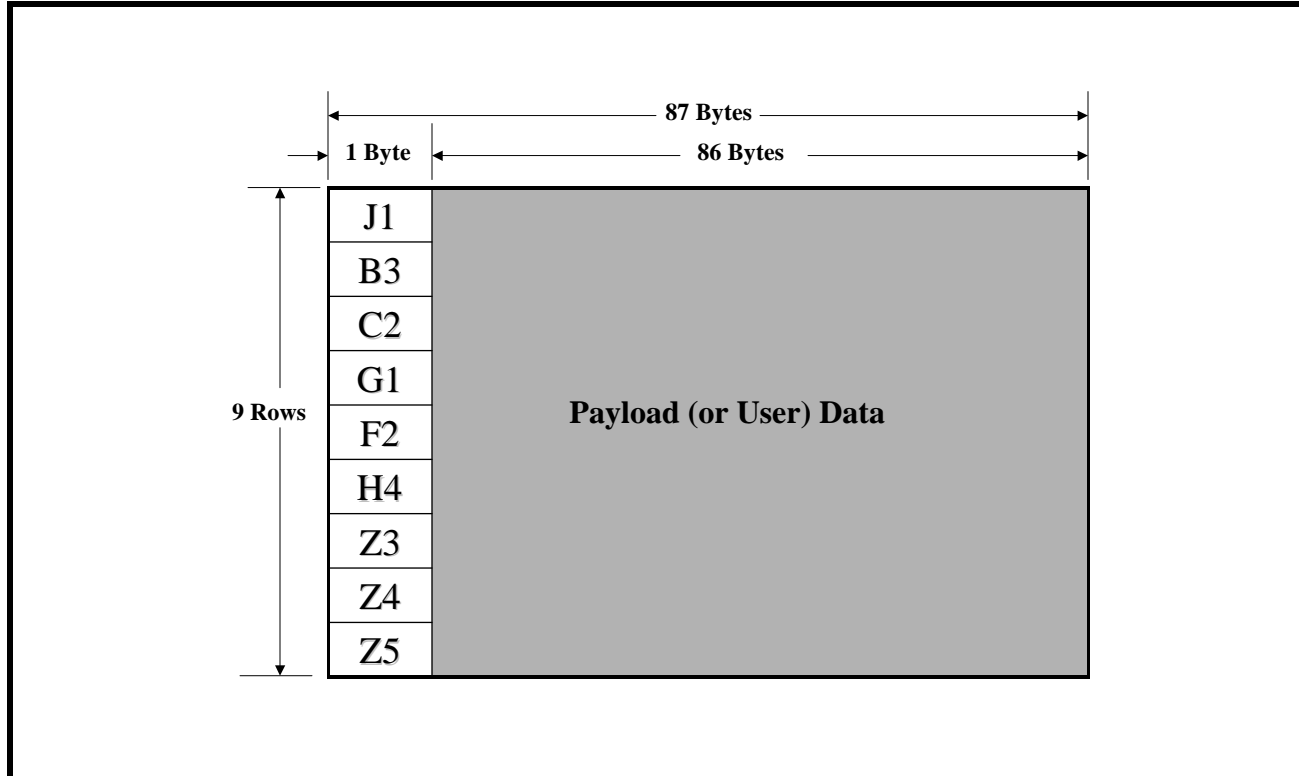 87 Bytes
1 Byte
86 Bytes
J1
B3
C2
G1
9 Rows
Payload (or User) Data
F2
H4
Z3
Z4
Z5